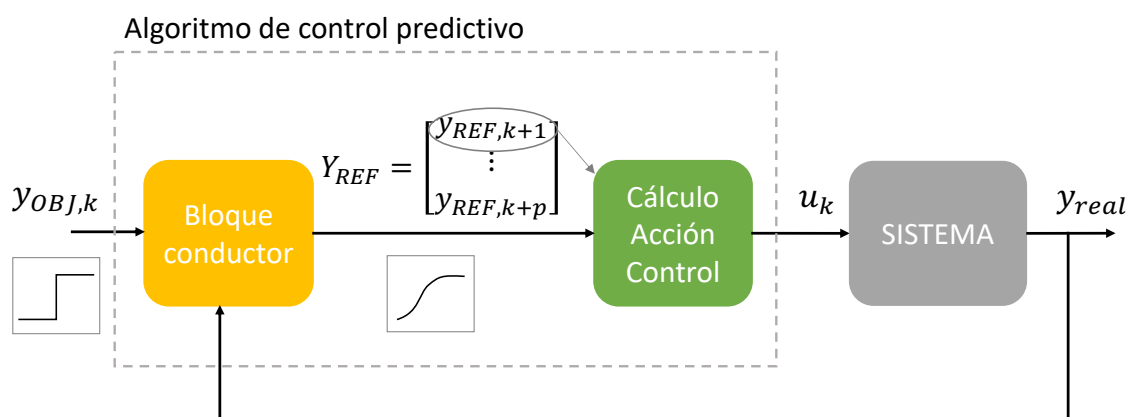 Algoritmo de control predictivo
y_{OBJ,k}
Bloque
conductor
Y_{REF} = [y_{REF,k+1}
⋮
y_{REF,k+p}]
Cálculo
Acción
Control
u_k
SISTEMA
y_{real}